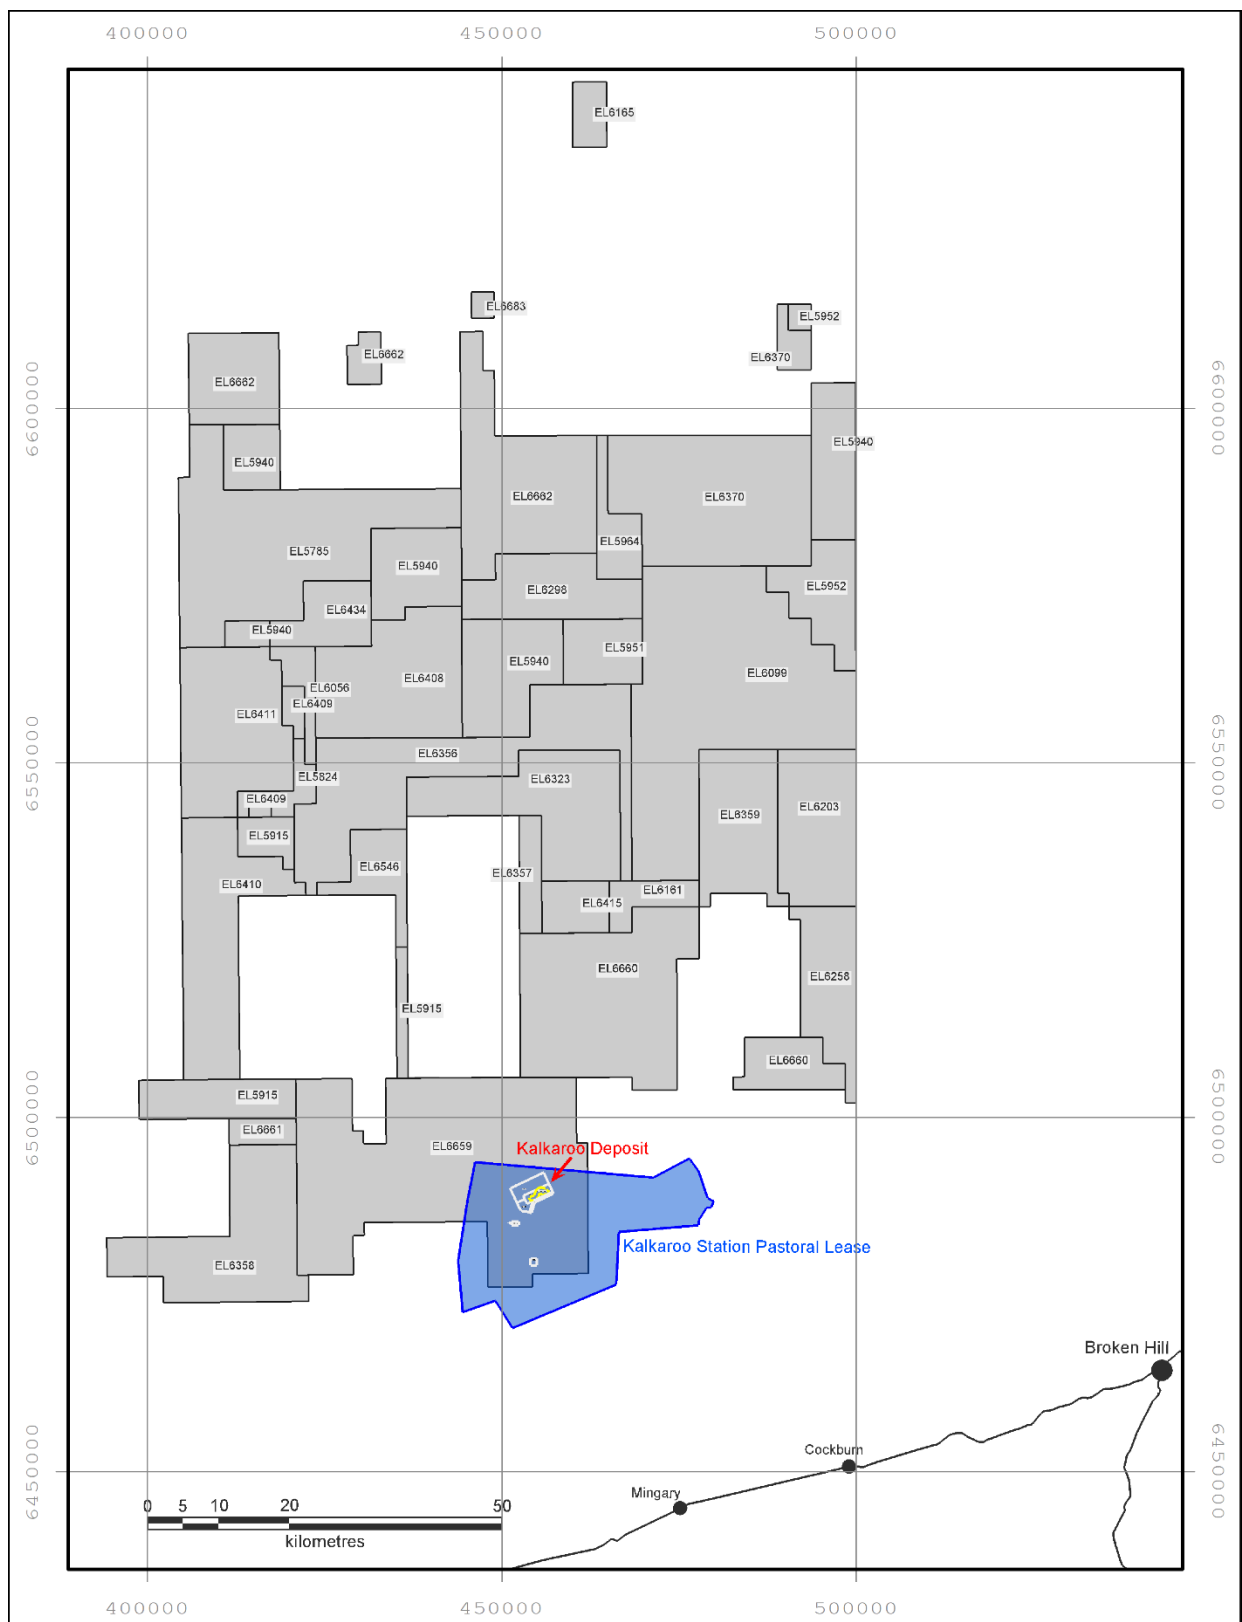 400000 450000 500000
EL6165
EL6683
EL5952
EL6662
EL6370
EL6662
6600000 6600000
EL5940
EL5940
EL6662
EL6370
EL5964
EL5785
EL5940
EL5952
EL6298
EL6434
EL5940
EL5951
EL5940
EL6099
EL6408
EL6056
EL6409
EL6411
EL6356
6550000 6550000
EL5824
EL6323
EL6409
EL6203
EL6359
EL5915
EL6546
EL6357
EL6410
EL6161
EL6415
EL6660
EL6258
EL5915
EL6660
EL5915
6500000 6500000
EL6661
EL6659
Kalkaroo Deposit
Kalkaroo Station Pastoral Lease
EL6358
Broken Hill
Cockburn
6450000 6450000
Mingary
0 5 10 20 50
kilometres
400000 450000 500000